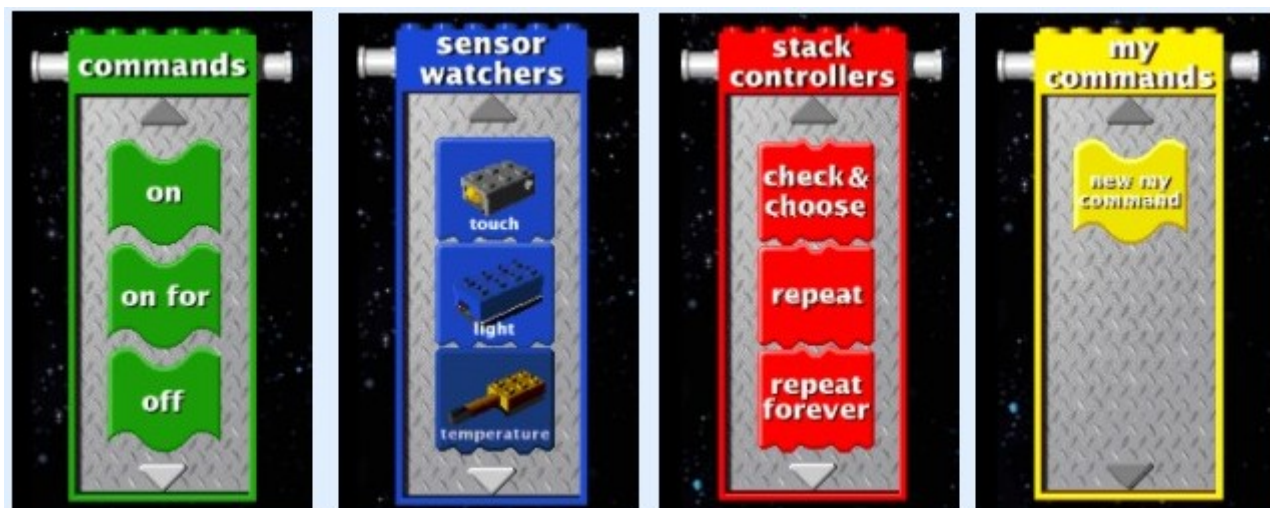 commands
on
on for
off
sensor
watchers
touch
light
temperature
stack
controllers
check &
choose
repeat
repeat
forever
my
commands
new my
command